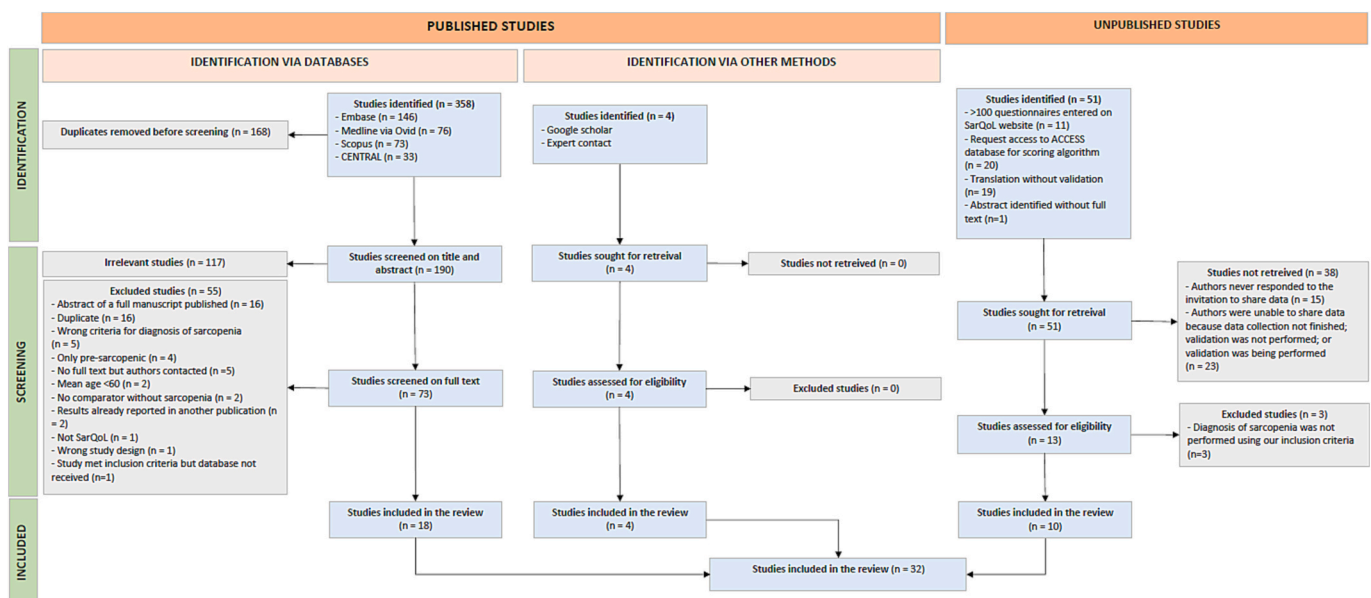 PUBLISHED STUDIES
UNPUBLISHED STUDIES
IDENTIFICATION VIA DATABASES
IDENTIFICATION VIA OTHER METHODS
IDENTIFICATION
Studies identified (n = 358)
- Embase (n = 146)
- Medline via Ovid (n = 76)
- Scopus (n = 73)
- CENTRAL (n = 33)
Duplicates removed before screening (n = 168)
Studies identified (n = 4)
- Google scholar
- Expert contact
Studies identified (n = 51)
- >100 questionnaires entered on
SarQoL website (n = 11)
- Request access to ACCESS
database for scoring algorithm
(n = 20)
- Translation without validation
(n= 19)
- Abstract identified without full
text (n=1)
SCREENING
Irrelevant studies (n = 117)
Studies screened on title and
abstract (n = 190)
Excluded studies (n = 55)
- Abstract of a full manuscript published (n = 16)
- Duplicate (n = 16)
- Wrong criteria for diagnosis of sarcopenia
(n = 5)
- Only pre-sarcopenic (n = 4)
- No full text but authors contacted (n =5)
- Mean age <60 (n = 2)
- No comparator without sarcopenia (n = 2)
- Results already reported in another publication (n
= 2)
- Not SarQoL (n = 1)
- Wrong study design (n = 1)
- Study met inclusion criteria but database not
received (n=1)
Studies screened on full text
(n = 73)
Studies sought for retreival
(n = 4)
Studies not retreived (n = 0)
Studies assessed for eligibility
(n = 4)
Excluded studies (n = 0)
Studies sought for retreival
(n = 51)
Studies not retreived (n = 38)
- Authors never responded to the
invitation to share data (n = 15)
- Authors were unable to share data
because data collection not finished;
validation was not performed; or
validation was being performed
(n = 23)
Studies assessed for eligibility
(n = 13)
Excluded studies (n = 3)
- Diagnosis of sarcopenia was not
performed using our inclusion criteria
(n=3)
INCLUDED
Studies included in the review
(n = 18)
Studies included in the review
(n = 4)
Studies included in the review
(n = 10)
Studies included in the review (n = 32)